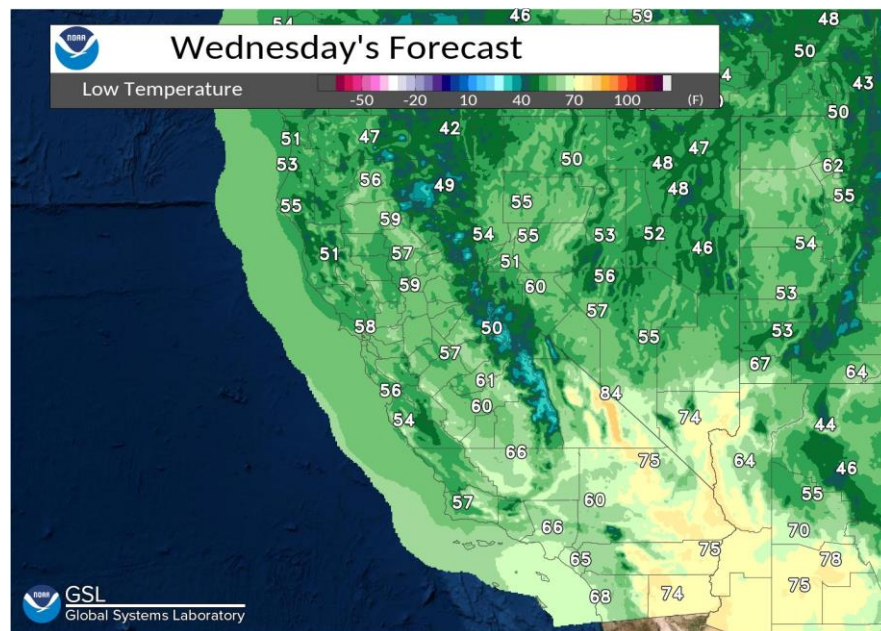 54 46 59 48
NOAA
Wednesday's Forecast
50
Low Temperature
-50 -20 10 40 70 100 (F)
43
50
51 47 42 50 48 47
53 62
56 49 48 55
55 55
59
54 55 53 52 46 54
51 57 51
59 60 56 53
57
58 50 55 53
57 67 64
56 61 84
54 60 74 44
66 75 64 46
57 60 55
66 70
65 75 78
68 74 75
NOAA
GSL
Global Systems Laboratory